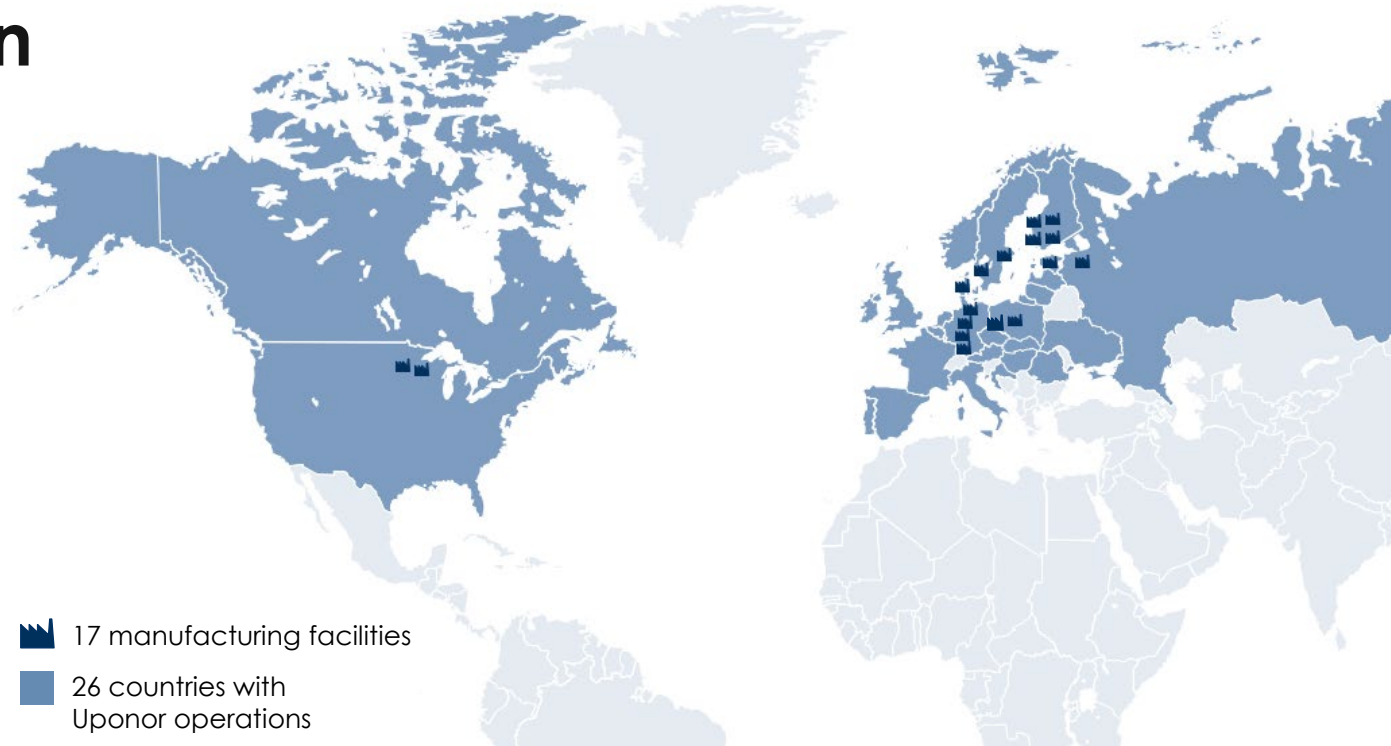 n
17 manufacturing facilities
26 countries with
Uponor operations